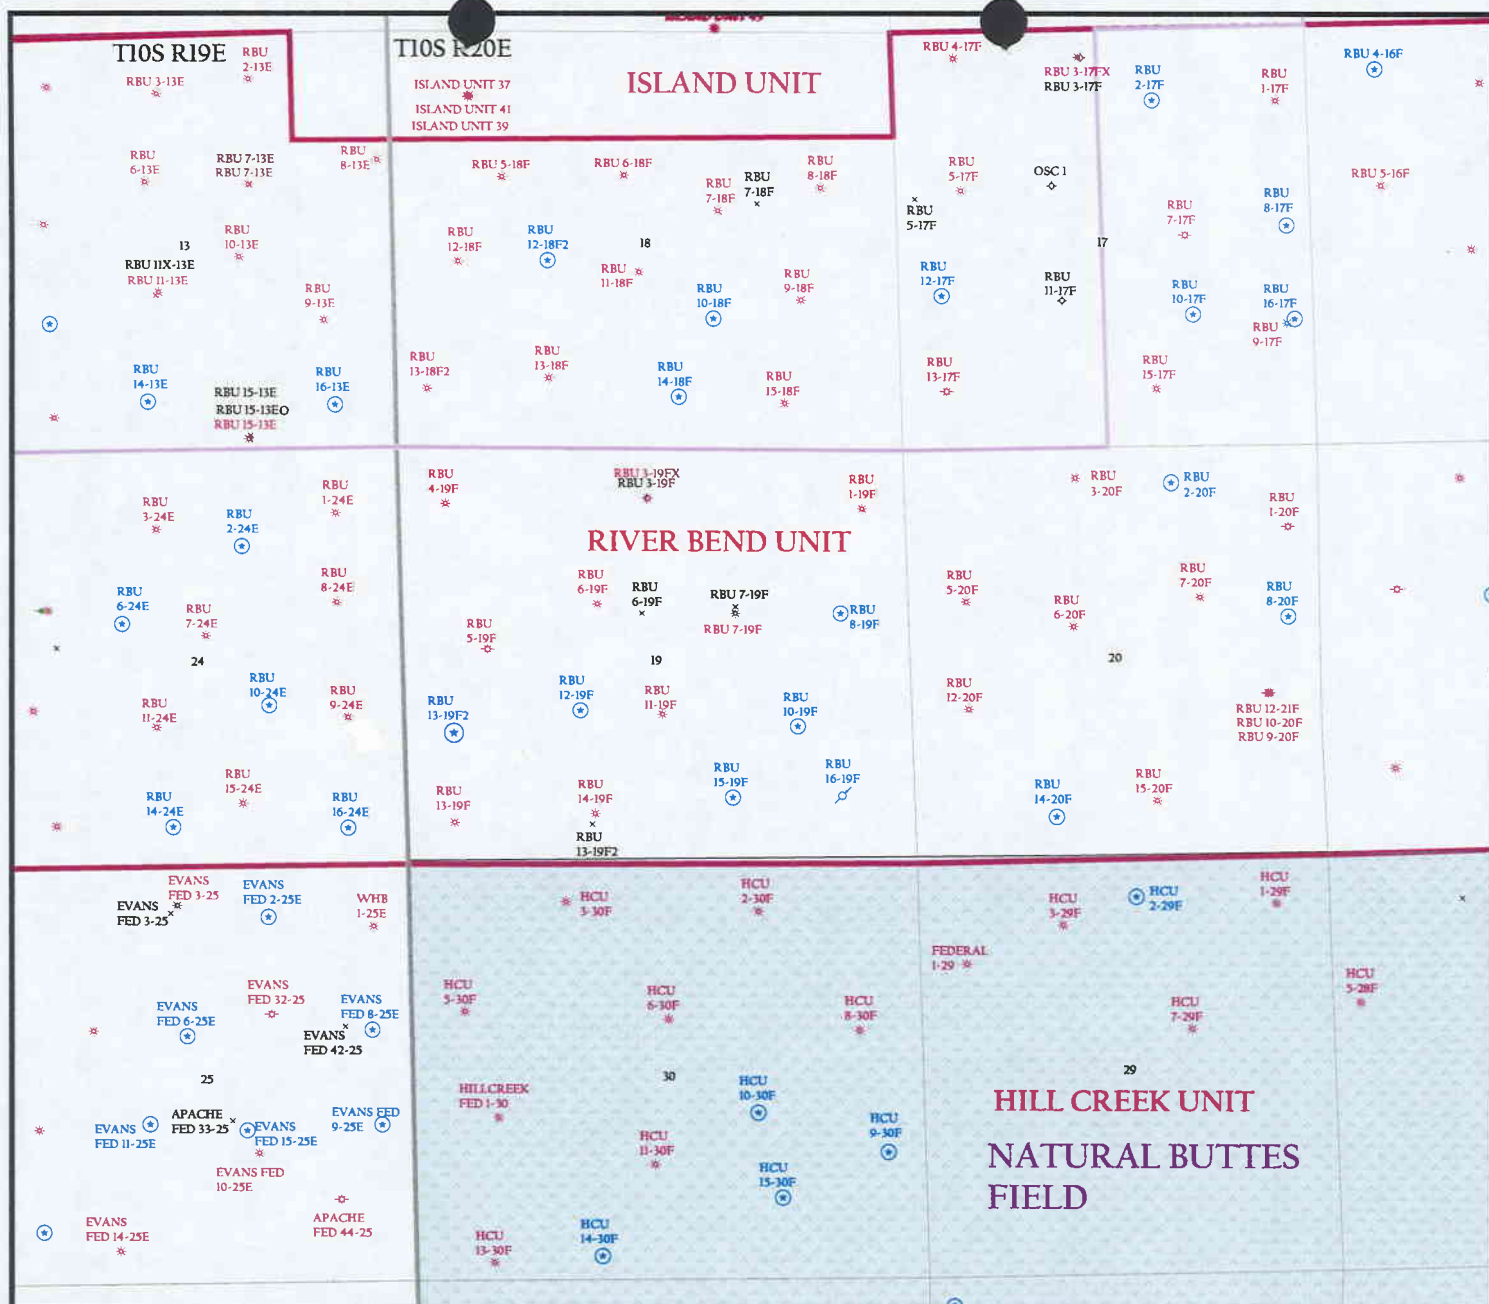 T10S R19E
RBU
2-13E
RBU 3-13E
T10S R20E
ISLAND UNIT 37
ISLAND UNIT 41
ISLAND UNIT 39
ISLAND UNIT
RBU 4-17F
RBU 3-17FX
RBU 3-17F
RBU
2-17F
RBU
1-17F
RBU 4-16F
RBU
6-13E
RBU 7-13E
RBU 7-13E
RBU
8-13E
RBU 5-18F
RBU 6-18F
RBU
7-18F
RBU
7-18F
RBU
8-18F
RBU
5-17F
RBU
5-17F
OSC 1
RBU
7-17F
RBU
8-17F
RBU 5-16F
13
RBU
10-13E
RBU 11X-13E
RBU 11-13E
RBU
9-13E
RBU
12-18F
RBU
12-18F2
18
RBU
11-18F
RBU
10-18F
RBU
9-18F
RBU
12-17F
RBU
11-17F
17
RBU
10-17F
RBU
16-17F
RBU
9-17F
RBU
14-13E
RBU 15-13E
RBU 15-13EO
RBU 15-13E
RBU
16-13E
RBU
13-18F2
RBU
13-18F
RBU
14-18F
RBU
15-18F
RBU
13-17F
RBU
15-17F
RBU
3-24E
RBU
2-24E
RBU
1-24E
RBU
4-19F
RBU 3-19FX
RBU 3-19F
RBU
1-19F
RBU
3-20F
RBU
2-20F
RBU
1-20F
RIVER BEND UNIT
RBU
6-24E
RBU
7-24E
RBU
8-24E
RBU
5-19F
RBU
6-19F
RBU
6-19F
RBU 7-19F
RBU 7-19F
RBU
8-19F
RBU
5-20F
RBU
6-20F
RBU
7-20F
RBU
8-20F
24
19
20
RBU
11-24E
RBU
10-24E
RBU
9-24E
RBU
13-19F2
RBU
12-19F
RBU
11-19F
RBU
10-19F
RBU
12-20F
RBU 12-21F
RBU 10-20F
RBU 9-20F
RBU
14-24E
RBU
15-24E
RBU
16-24E
RBU
13-19F
RBU
14-19F
RBU
13-19F2
RBU
15-19F
RBU
16-19F
RBU
14-20F
RBU
15-20F
EVANS
FED 3-25
EVANS
FED 3-25
EVANS
FED 2-25E
WHB
1-25E
HCU
3-30F
HCU
2-30F
HCU
3-29F
HCU
2-29F
HCU
1-29F
FEDERAL
1-29
EVANS
FED 6-25E
EVANS
FED 32-25
EVANS
FED 8-25E
EVANS
FED 42-25
HCU
5-30F
HCU
6-30F
HCU
8-30F
HCU
7-29F
HCU
5-28F
25
30
29
EVANS
FED 11-25E
APACHE
FED 33-25
EVANS
FED 15-25E
EVANS FED
9-25E
EVANS FED
10-25E
HILLCREEK
FED 1-30
HCU
10-30F
HCU
9-30F
HCU
11-30F
HCU
15-30F
HILL CREEK UNIT
NATURAL BUTTES
FIELD
EVANS
FED 14-25E
APACHE
FED 44-25
HCU
13-30F
HCU
14-30F